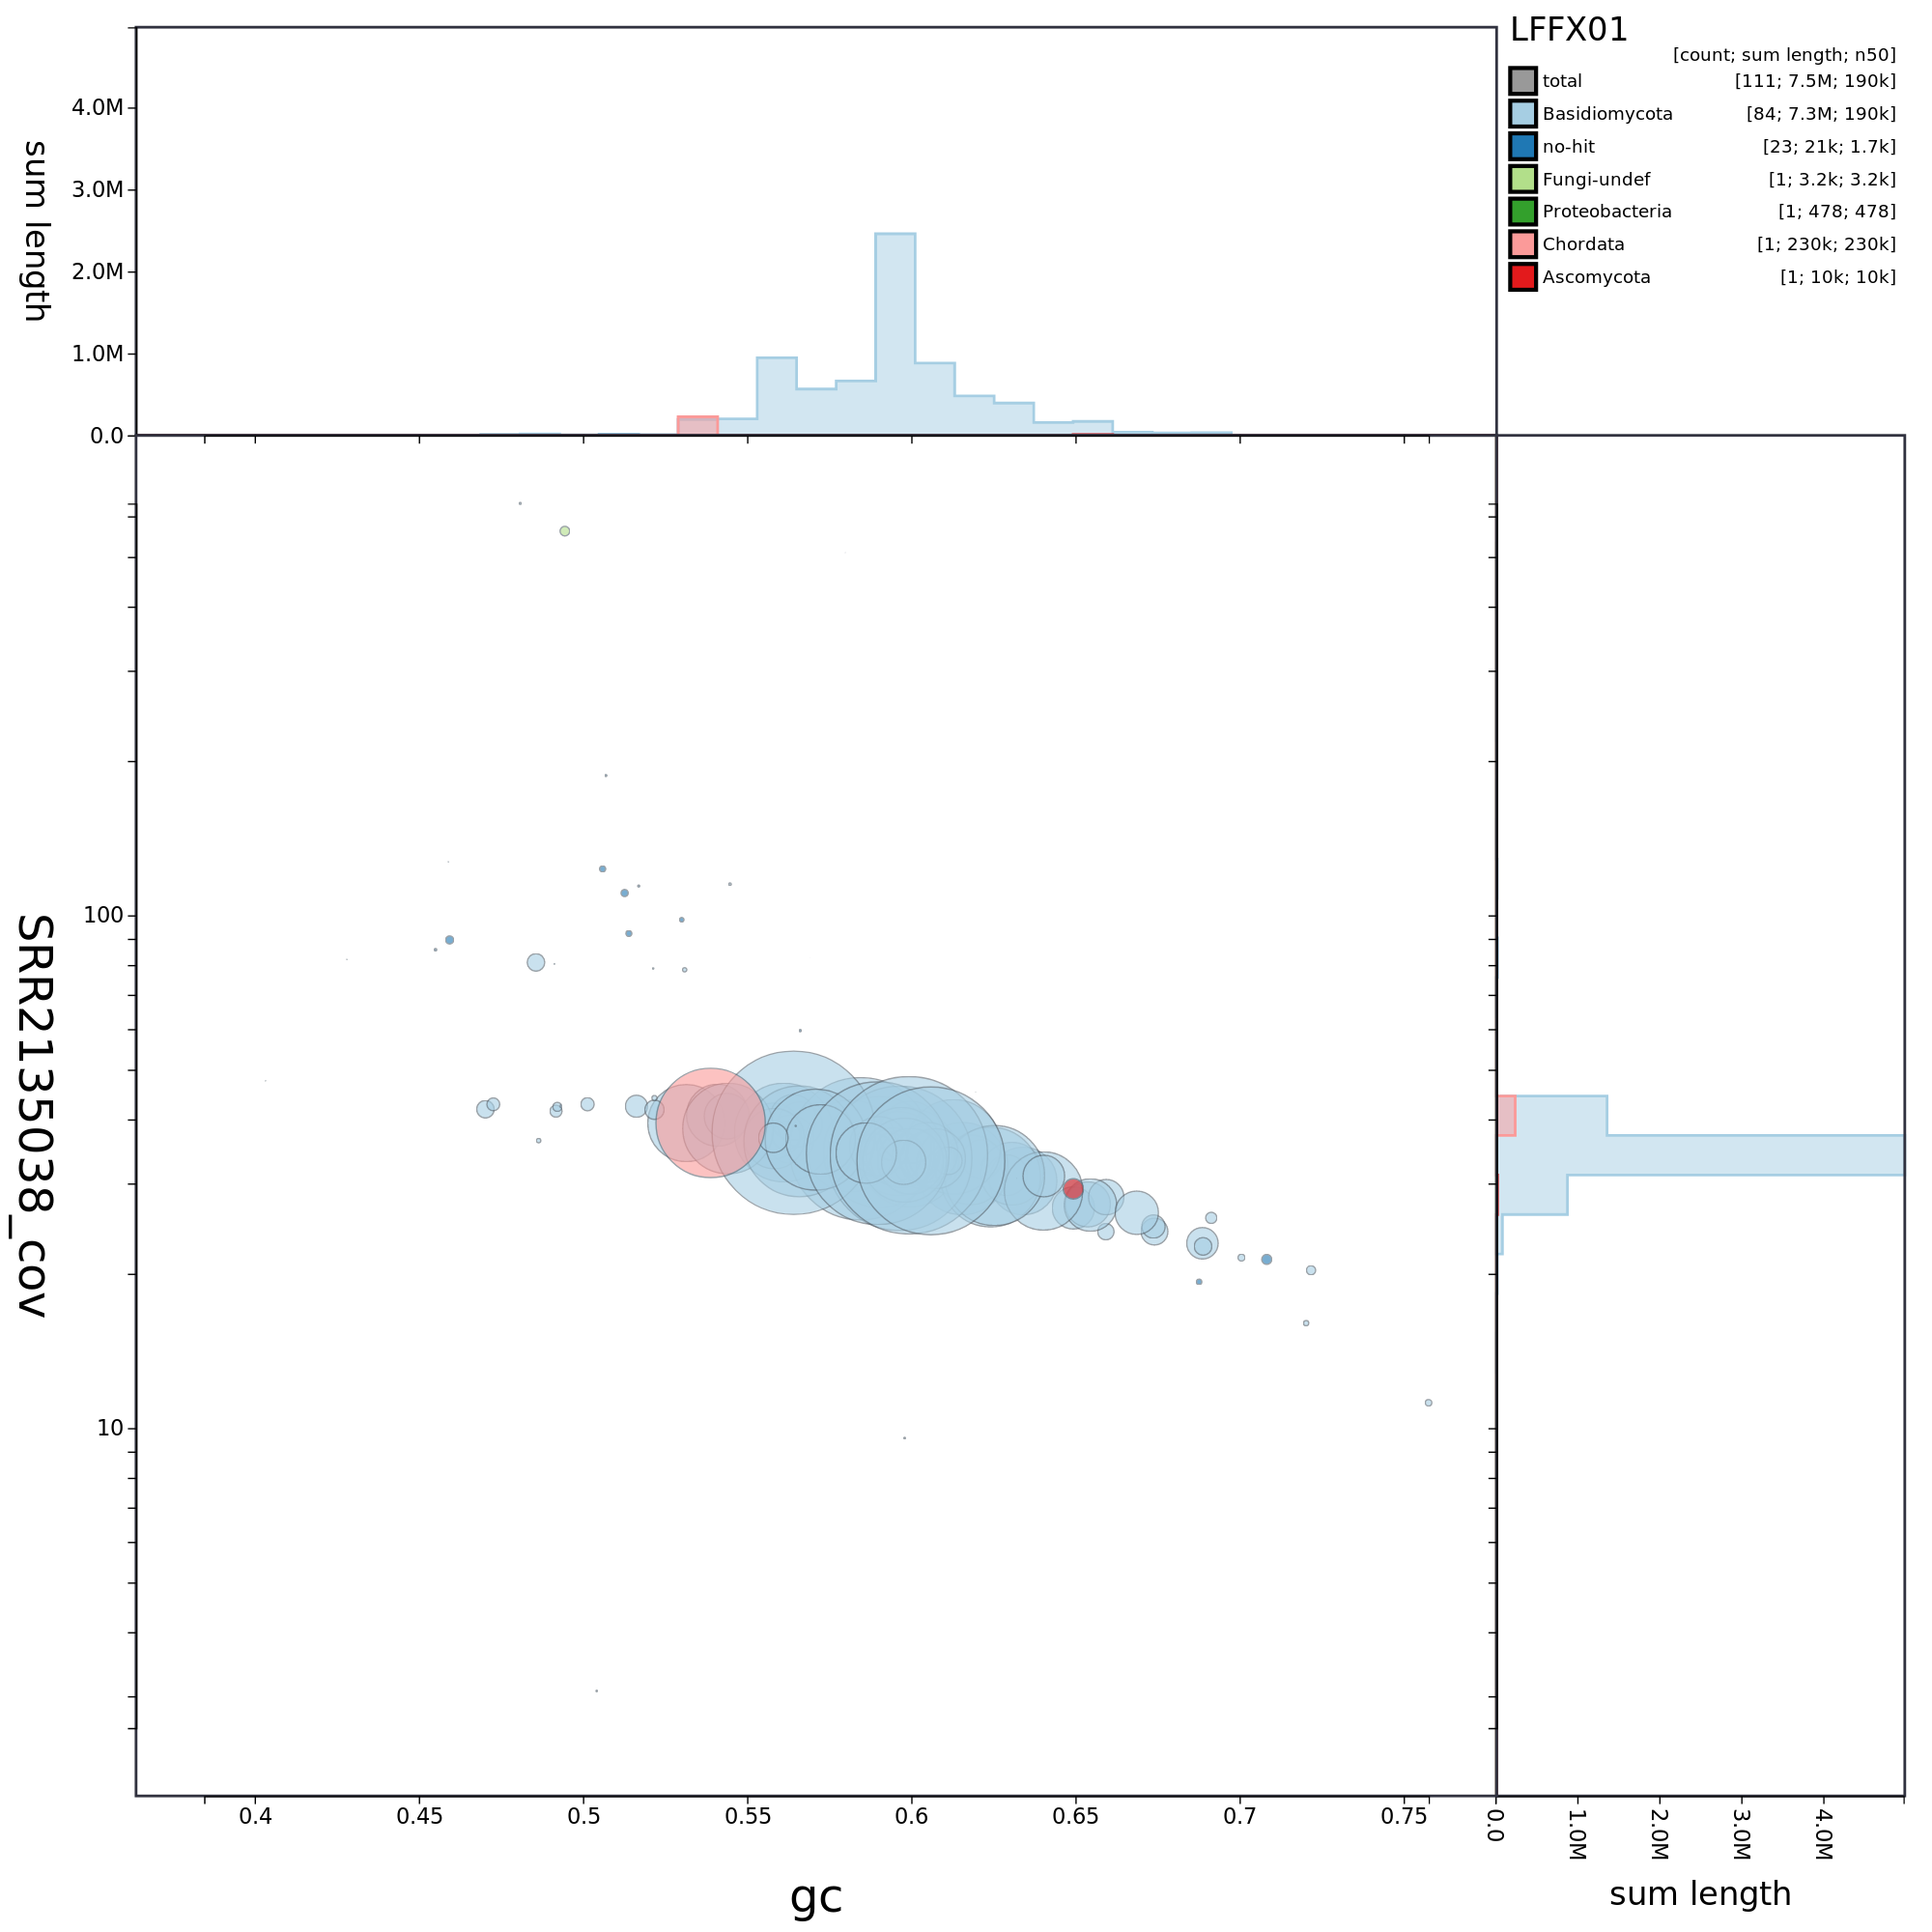 LFFX01
[count; sum length; n50]
total [111; 7.5M; 190k]
Basidiomycota [84; 7.3M; 190k]
no-hit [23; 21k; 1.7k]
Fungi-undef [1; 3.2k; 3.2k]
Proteobacteria [1; 478; 478]
Chordata [1; 230k; 230k]
Ascomycota [1; 10k; 10k]
sum length
4.0M
3.0M
2.0M
1.0M
0.0
SRR2135038_cov
100
10
0.4 0.45 0.5 0.55 0.6 0.65 0.7 0.75
gc
0.0 1.0M 2.0M 3.0M 4.0M
sum length